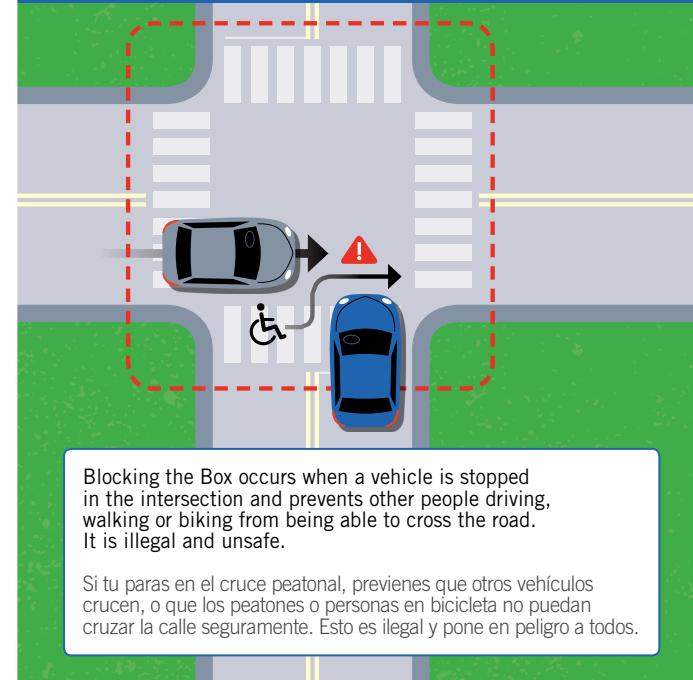 Blocking the Box occurs when a vehicle is stopped
in the intersection and prevents other people driving,
walking or biking from being able to cross the road.
It is illegal and unsafe.
Si tu paras en el cruce peatonal, previenes que otros vehículos
crucen, o que los peatones o personas en bicicleta no puedan
cruzar la calle seguramente. Esto es ilegal y pone en peligro a todos.